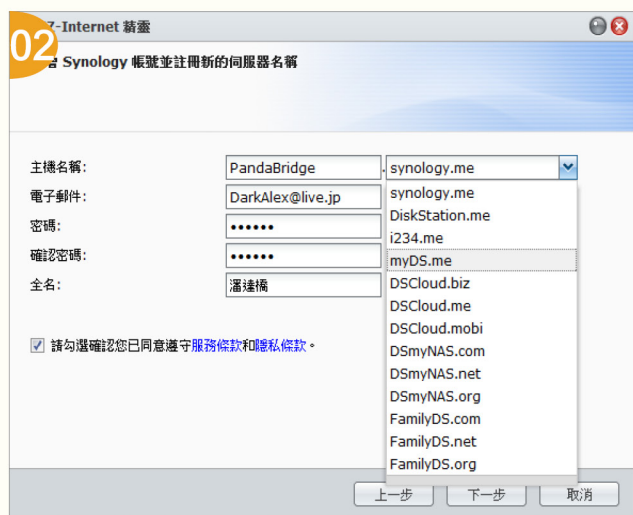 02
-Internet 精靈
Synology 帳號並註冊新的伺服器名稱
主機名稱: PandaBridge . synology.me
電子郵件: DarkAlex@live.jp
密碼: ••••••
確認密碼: ••••••
全名: 潘達橋
synology.me
DiskStation.me
i234.me
myDS.me
DSCloud.biz
DSCloud.me
DSCloud.mobi
DSmyNAS.com
DSmyNAS.net
DSmyNAS.org
FamilyDS.com
FamilyDS.net
FamilyDS.org
請勾選確認您已同意遵守服務條款和隱私條款。
上一步 下一步 取消